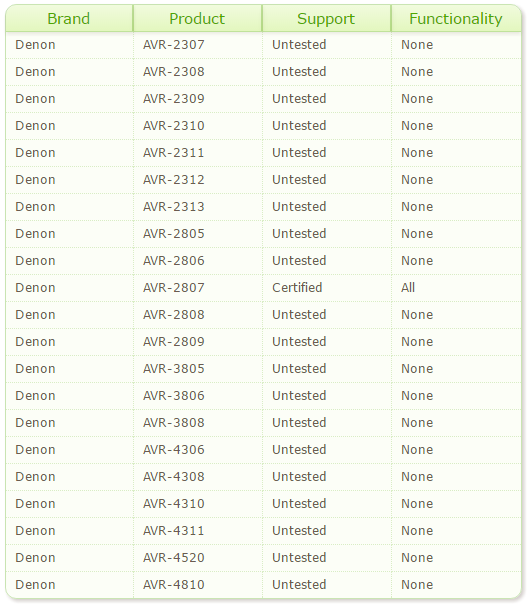 Brand Product Support Functionality
Denon AVR-2307 Untested None
Denon AVR-2308 Untested None
Denon AVR-2309 Untested None
Denon AVR-2310 Untested None
Denon AVR-2311 Untested None
Denon AVR-2312 Untested None
Denon AVR-2313 Untested None
Denon AVR-2805 Untested None
Denon AVR-2806 Untested None
Denon AVR-2807 Certified All
Denon AVR-2808 Untested None
Denon AVR-2809 Untested None
Denon AVR-3805 Untested None
Denon AVR-3806 Untested None
Denon AVR-3808 Untested None
Denon AVR-4306 Untested None
Denon AVR-4308 Untested None
Denon AVR-4310 Untested None
Denon AVR-4311 Untested None
Denon AVR-4520 Untested None
Denon AVR-4810 Untested None